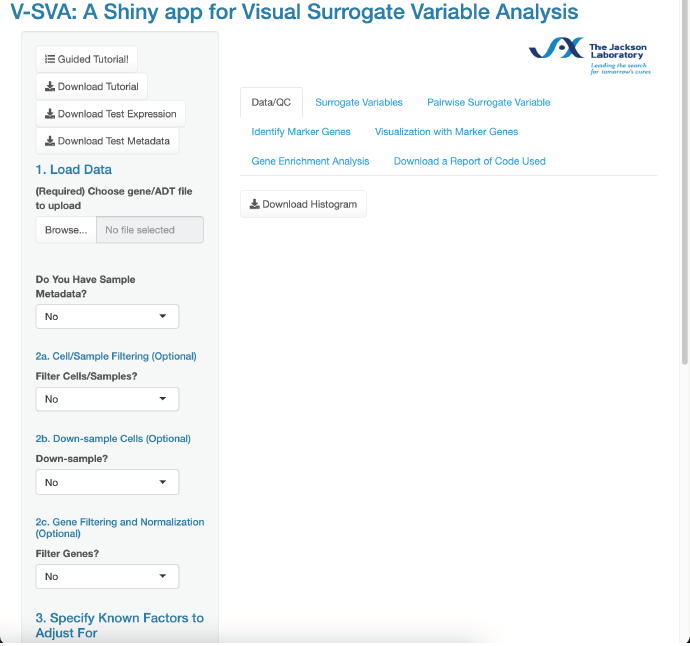 V-SVA: A Shiny app for Visual Surrogate Variable Analysis
Guided Tutorial!
Download Tutorial
Download Test Expression
Download Test Metadata
1. Load Data
(Required) Choose gene/ADT file
to upload
Browse... No file selected
Do You Have Sample
Metadata?
No
2a. Cell/Sample Filtering (Optional)
Filter Cells/Samples?
No
2b. Down-sample Cells (Optional)
Down-sample?
No
2c. Gene Filtering and Normalization
(Optional)
Filter Genes?
No
3. Specify Known Factors to
Adjust For
JAX The Jackson
Laboratory
Leading the search
for tomorrow's cures
Data/QC Surrogate Variables Pairwise Surrogate Variable
Identify Marker Genes Visualization with Marker Genes
Gene Enrichment Analysis Download a Report of Code Used
Download Histogram